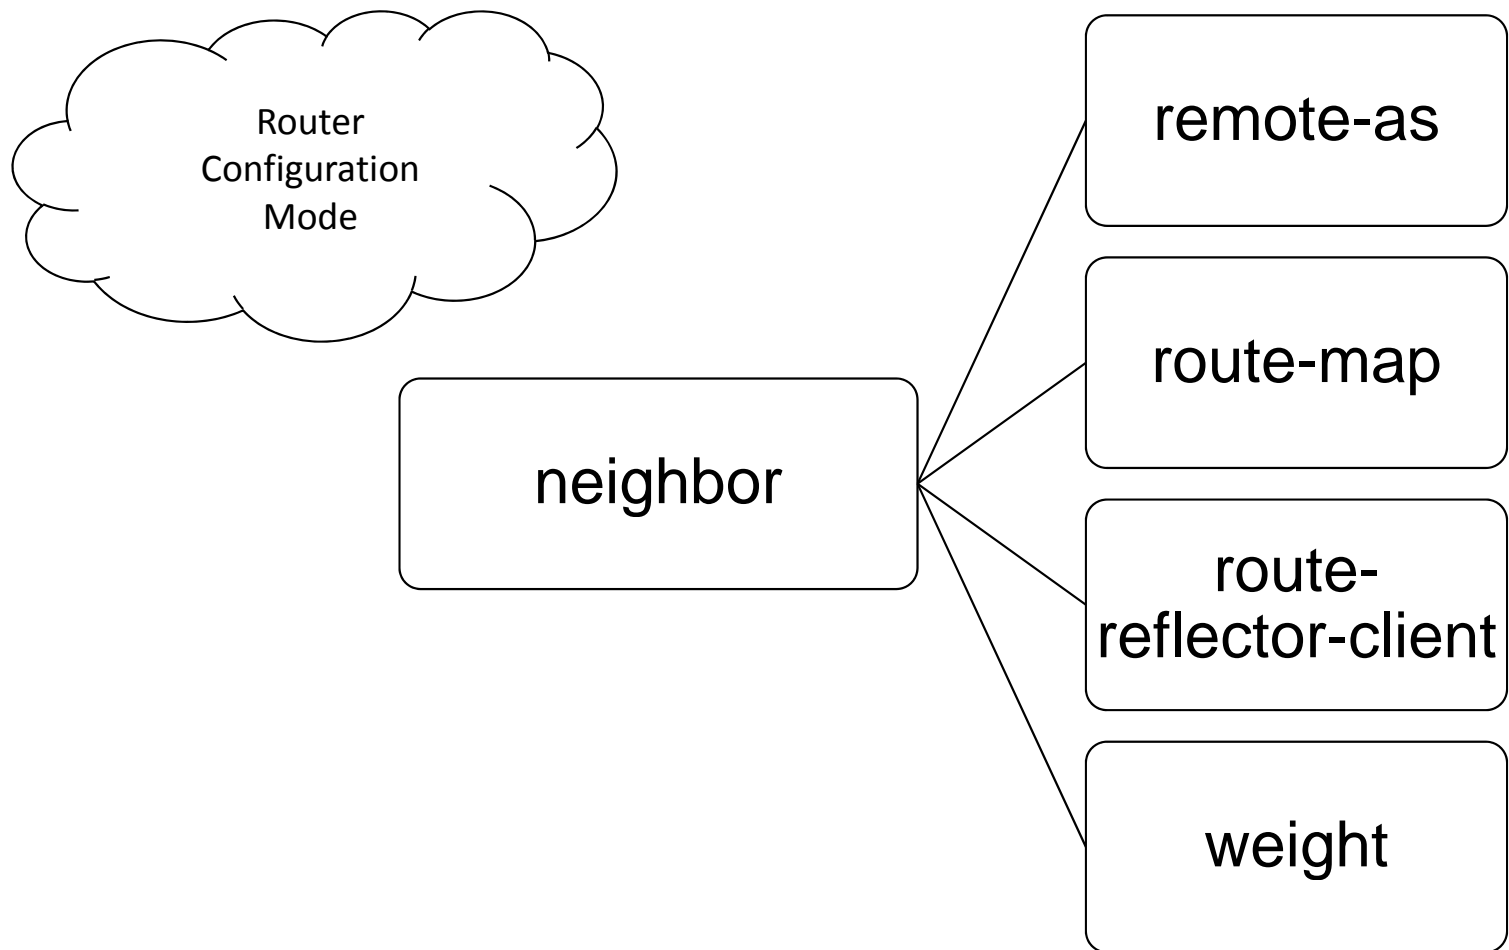 Router
Configuration
Mode
neighbor
remote-as
route-map
route-
reflector-client
weight